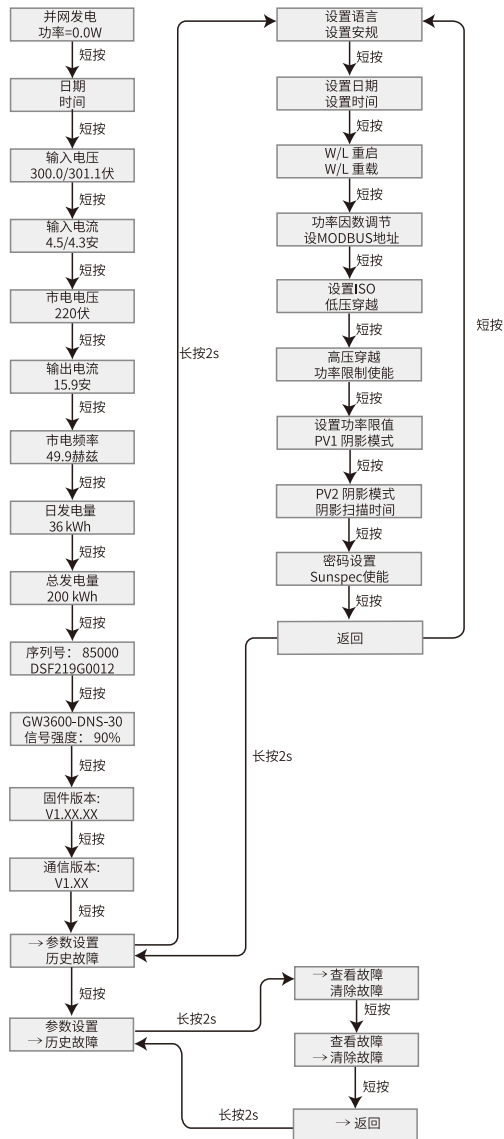 并网发电
功率=0.0W
短按
日期
时间
短按
输入电压
300.0/301.1伏
短按
输入电流
4.5/4.3安
短按
市电电压
220伏
短按
输出电流
15.9安
短按
市电频率
49.9赫兹
短按
日发电量
36 kWh
短按
总发电量
200 kWh
短按
序列号： 85000
DSF219G0012
短按
GW3600-DNS-30
信号强度： 90%
短按
固件版本:
V1.XX.XX
短按
通信版本:
V1.XX
短按
→ 参数设置
历史故障
短按
参数设置
→ 历史故障
长按2s
设置语言
设置安规
短按
设置日期
设置时间
短按
W/L 重启
W/L 重载
短按
功率因数调节
设MODBUS地址
短按
设置ISO
低压穿越
短按
高压穿越
功率限制使能
短按
设置功率限值
PV1 阴影模式
短按
PV2 阴影模式
阴影扫描时间
短按
密码设置
Sunspec使能
短按
返回
短按
长按2s
长按2s
→ 查看故障
清除故障
短按
查看故障
→ 清除故障
短按
→ 返回
长按2s